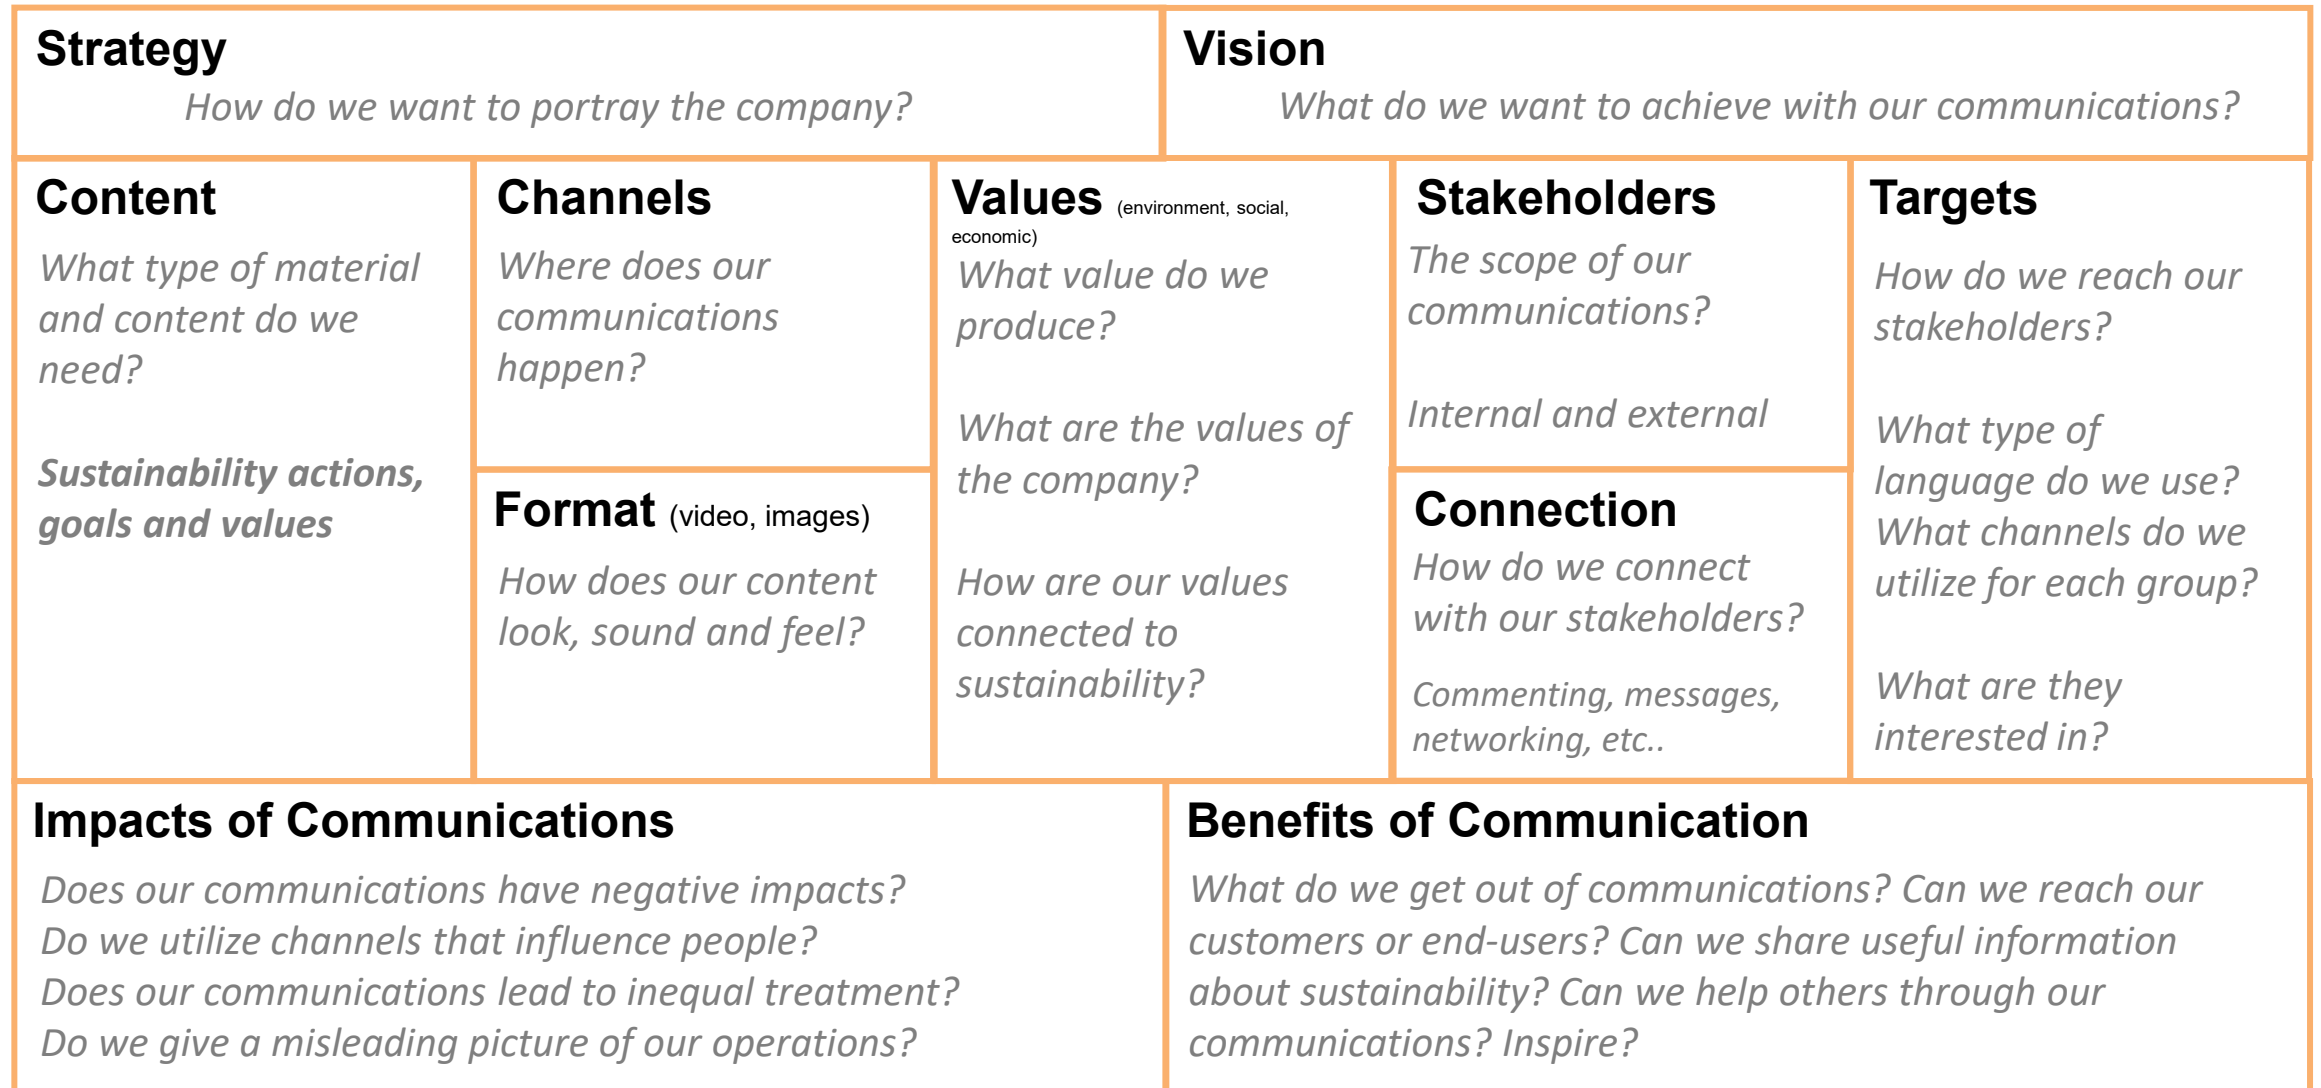 Strategy
How do we want to portray the company?
Vision
What do we want to achieve with our communications?
Content
What type of material
and content do we
need?
Sustainability actions,
goals and values
Channels
Where does our
communications
happen?
Format (video, images)
How does our content
look, sound and feel?
Values (environment, social,
economic)
What value do we
produce?
What are the values of
the company?
How are our values
connected to
sustainability?
Stakeholders
The scope of our
communications?
Internal and external
Connection
How do we connect
with our stakeholders?
Commenting, messages,
networking, etc..
Targets
How do we reach our
stakeholders?
What type of
language do we use?
What channels do we
utilize for each group?
What are they
interested in?
Impacts of Communications
Does our communications have negative impacts?
Do we utilize channels that influence people?
Does our communications lead to inequal treatment?
Do we give a misleading picture of our operations?
Benefits of Communication
What do we get out of communications? Can we reach our
customers or end-users? Can we share useful information
about sustainability? Can we help others through our
communications? Inspire?